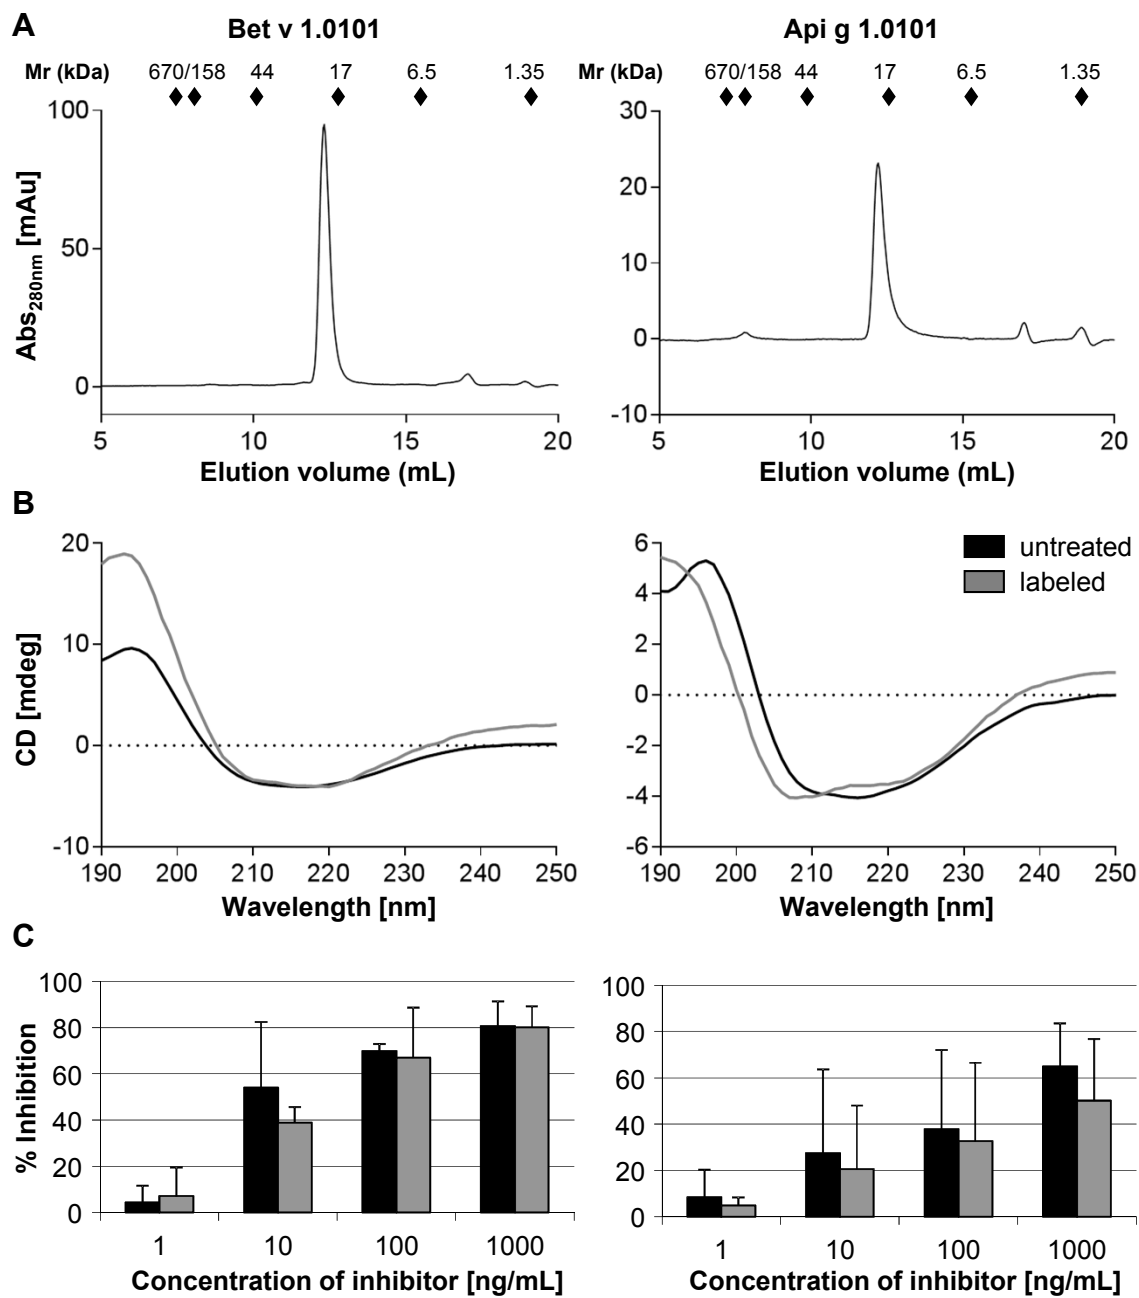 A
Bet v 1.0101
Api g 1.0101
Mr (kDa) 670/158 44 17 6.5 1.35
Mr (kDa) 670/158 44 17 6.5 1.35
100
50
0
Abs280nm [mAu]
5 10 15 20
Elution volume (mL)
30
20
10
0
-10
5 10 15 20
Elution volume (mL)
B
20
10
0
-10
CD [mdeg]
190 200 210 220 230 240 250
Wavelength [nm]
6
4
2
0
-2
-4
-6
untreated
labeled
190 200 210 220 230 240 250
Wavelength [nm]
C
100
80
60
40
20
0
% Inhibition
1 10 100 1000
Concentration of inhibitor [ng/mL]
100
80
60
40
20
0
1 10 100 1000
Concentration of inhibitor [ng/mL]